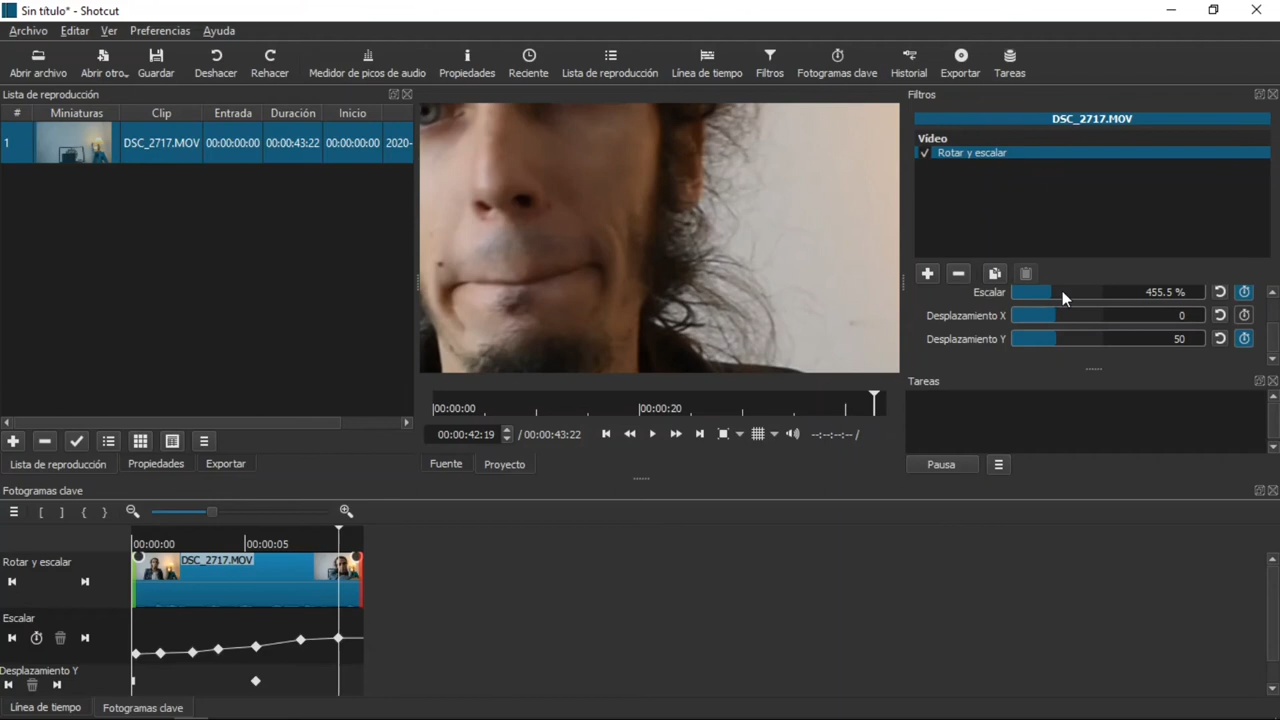 Sin título* - Shotcut
Archivo Editar Ver Preferencias Ayuda
Abrir archivo Abrir otro... Guardar Deshacer Rehacer Medidor de picos de audio Propiedades Reciente Lista de reproducción Línea de tiempo Filtros Fotogramas clave Historial Exportar Tareas
Lista de reproducción
# Miniaturas Clip Entrada Duración Inicio
1 DSC_2717.MOV 00:00:00:00 00:00:43:22 00:00:00:00 2020-
Filtros
DSC_2717.MOV
Vídeo
Rotar y escalar
Escalar 455.5 %
Desplazamiento X 0
Desplazamiento Y 50
Tareas
Pausa
00:00:00 00:00:20
00:00:42:19 / 00:00:43:22 --:--:--:-- /
Lista de reproducción Propiedades Exportar
Fuente Proyecto
Fotogramas clave
[ ] { }
00:00:00 00:00:05
Rotar y escalar
DSC_2717.MOV
Escalar
Desplazamiento Y
Línea de tiempo Fotogramas clave